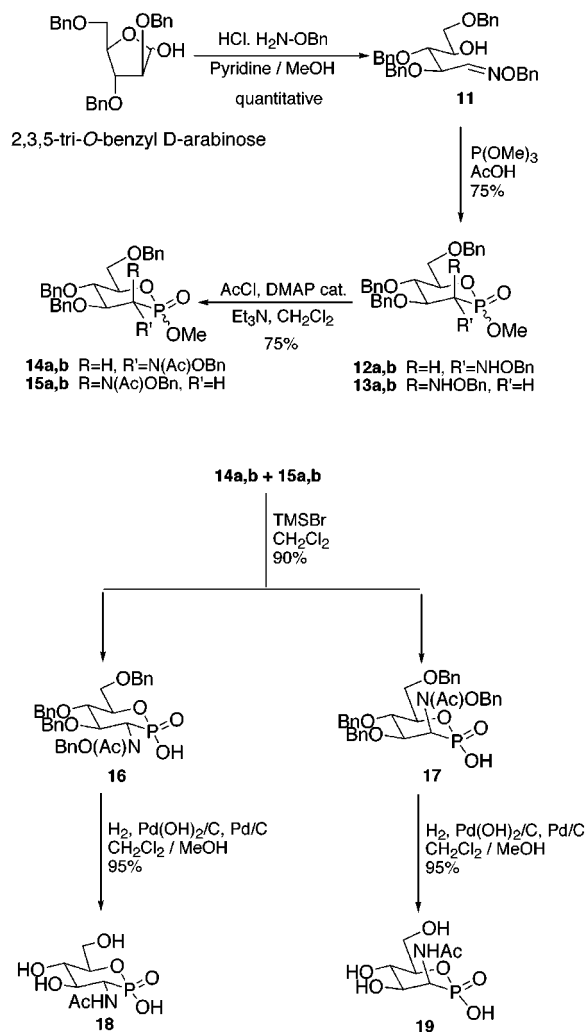 BnO
OBn
O
OH
BnO
2,3,5-tri-O-benzyl D-arabinose
HCl. H2N-OBn
Pyridine / MeOH
quantitative
OBn
BnO
OH
BnO
NOBn
11
P(OMe)3
AcOH
75%
OBn
R
BnO
O
BnO
P
O
R'
OMe
12a,b R=H, R'=NHOBn
13a,b R=NHOBn, R'=H
AcCl, DMAP cat.
Et3N, CH2Cl2
75%
OBn
R
BnO
O
BnO
P
O
R'
OMe
14a,b R=H, R'=N(Ac)OBn
15a,b R=N(Ac)OBn, R'=H
14a,b + 15a,b
TMSBr
CH2Cl2
90%
OBn
BnO
O
BnO
P
O
BnO(Ac)N
OH
16
OBn
N(Ac)OBn
BnO
O
BnO
P
O
OH
17
H2, Pd(OH)2/C, Pd/C
CH2Cl2 / MeOH
95%
H2, Pd(OH)2/C, Pd/C
CH2Cl2 / MeOH
95%
OH
HO
O
HO
P
O
AcHN
OH
18
OH
NHAc
HO
O
HO
P
O
OH
19